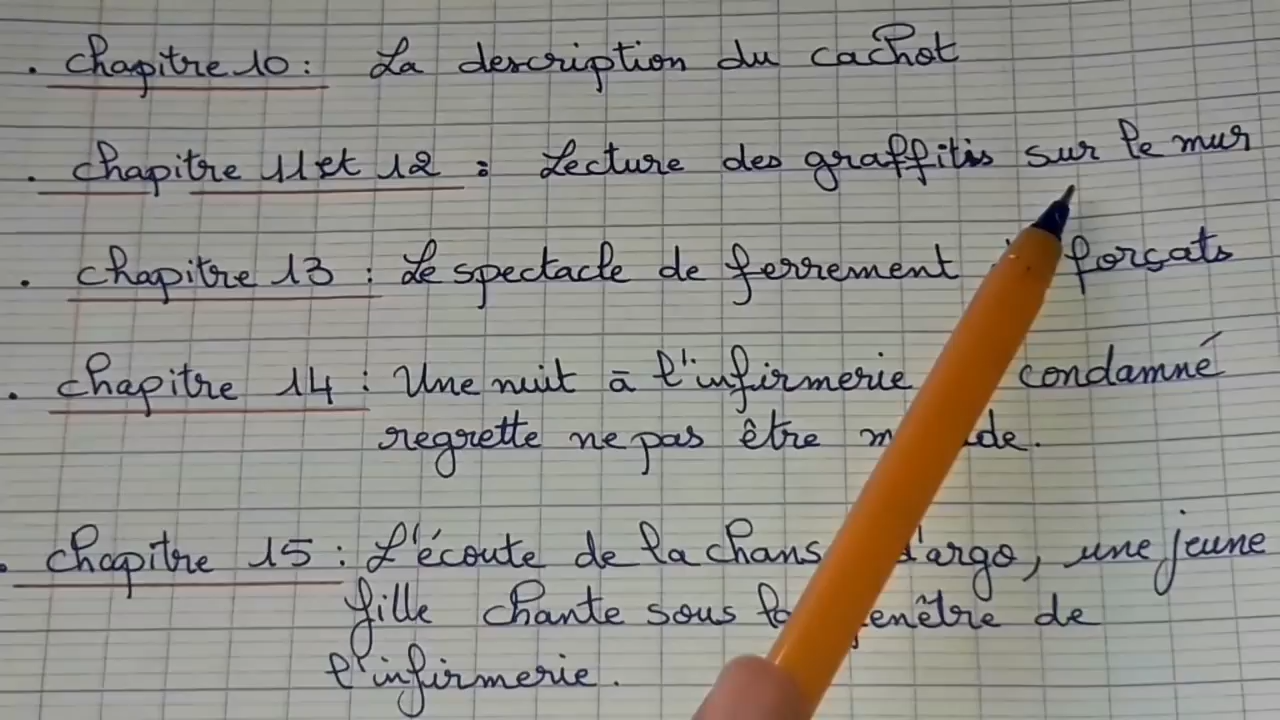 . Chapitre 10 : La description du cachot
. Chapitre 11 et 12 : Lecture des graffitis sur le mur
. Chapitre 13 : Le spectacle de ferrement forçats
. Chapitre 14 : Une nuit à l'infirmerie condamné
regrette ne pas être
. Chapitre 15 : L'écoute de la d'argo, une jeune
fille chante sous fenêtre de
l'infirmerie.